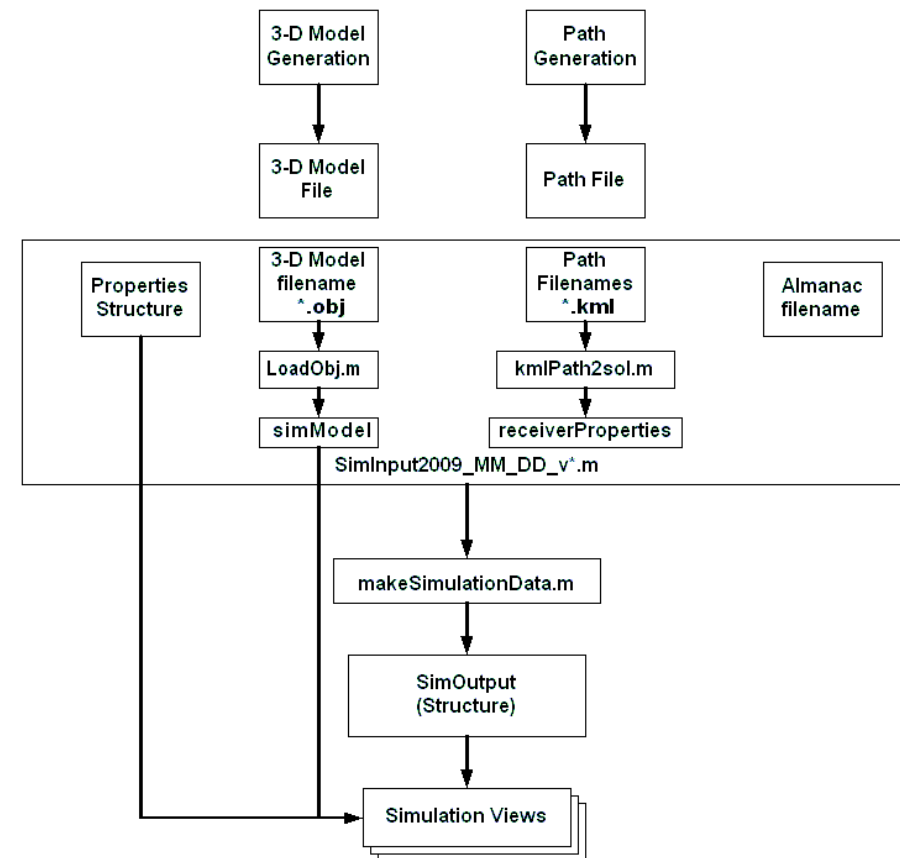 3-D Model
Generation
Path
Generation
3-D Model
File
Path File
Properties
Structure
3-D Model
filename
*.obj
Path
Filenames
*.kml
Almanac
filename
LoadObj.m
kmlPath2sol.m
simModel
receiverProperties
SimInput2009_MM_DD_v*.m
makeSimulationData.m
SimOutput
(Structure)
Simulation Views